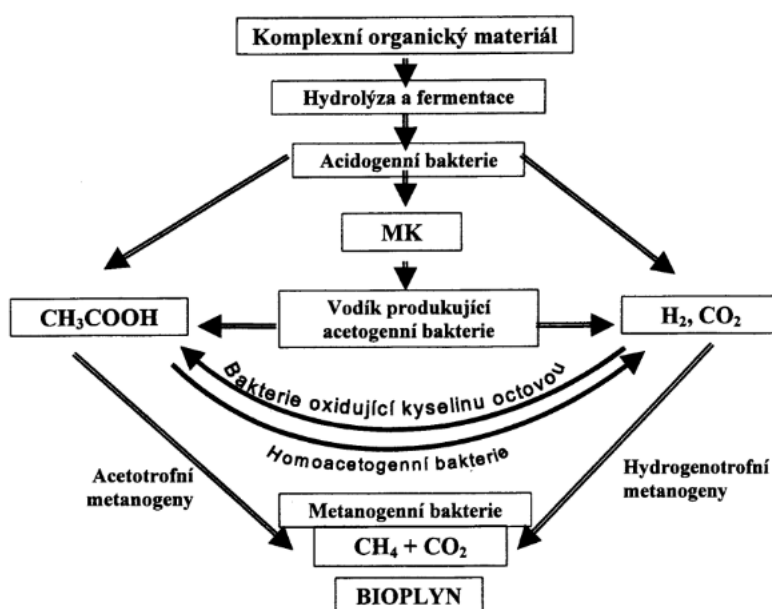 Komplexní organický materiál
Hydrolýza a fermentace
Acidogenní bakterie
MK
CH₃COOH
Vodík produkující
acetogenní bakterie
H₂, CO₂
Bakterie oxidující kyselinu octovou
Homoacetogenní bakterie
Acetotrofní
metanogeny
Hydrogenotrofní
metanogeny
Metanogenní bakterie
CH₄ + CO₂
BIOPLYN